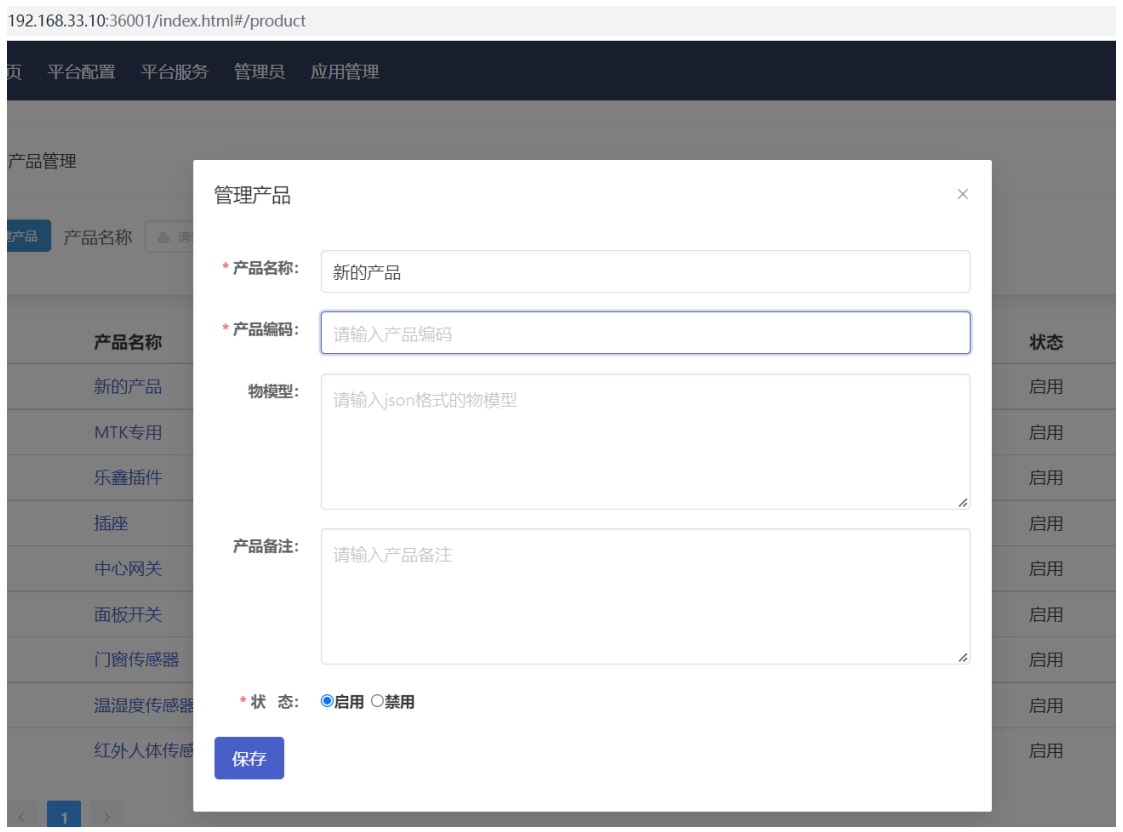 192.168.33.10:36001/index.html#/product
页 平台配置 平台服务 管理员 应用管理
产品管理
管理产品
产品 产品名称 请
* 产品名称: 新的产品
* 产品编码: 请输入产品编码
产品名称 状态
物模型: 请输入json格式的物模型
新的产品 启用
MTK专用 启用
乐鑫插件 启用
插座 启用
产品备注: 请输入产品备注
中心网关 启用
面板开关 启用
门窗传感器 启用
* 状 态: 启用 禁用
温湿度传感器 启用
红外人体传感 启用
保存
< 1 >